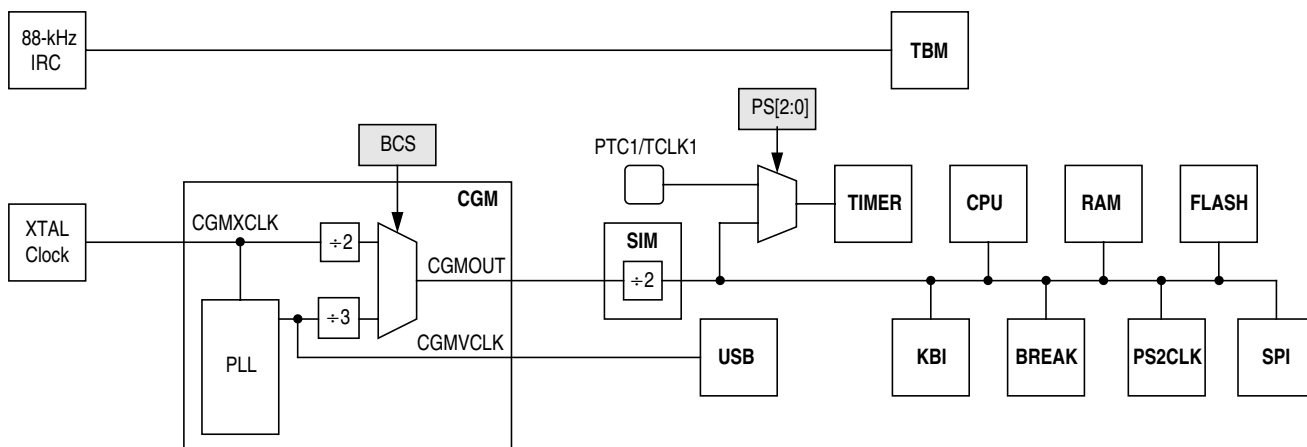 88-kHz
IRC
TBM
PS[2:0]
BCS
PTC1/TCLK1
CGM
XTAL
Clock
CGMXCLK
÷2
TIMER
CPU
RAM
FLASH
SIM
CGMOUT
÷2
÷3
PLL
CGMVCLK
USB
KBI
BREAK
PS2CLK
SPI